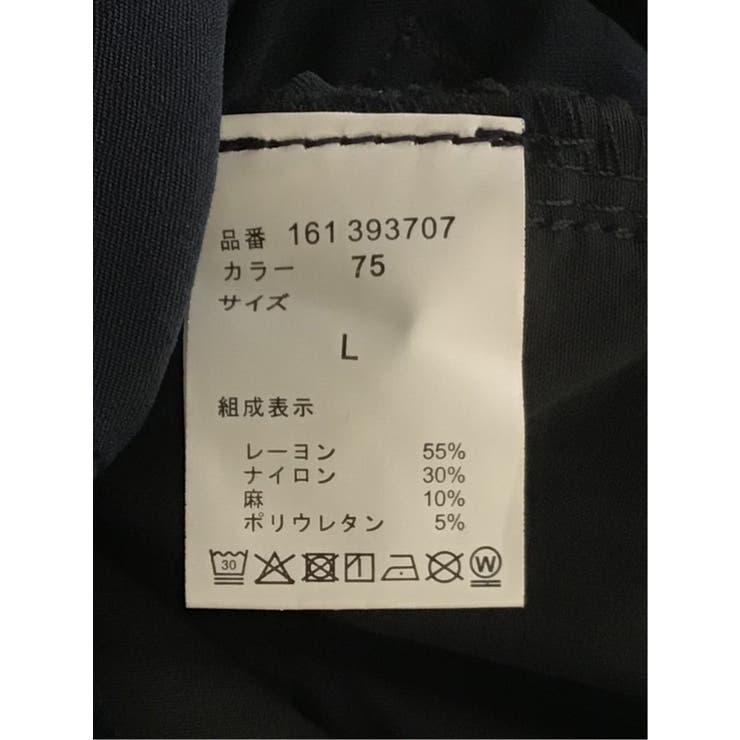 品番 161 393707
カラー 75
サイズ
L
組成表示
レーヨン 55%
ナイロン 30%
麻 10%
ポリウレタン 5%
30 W